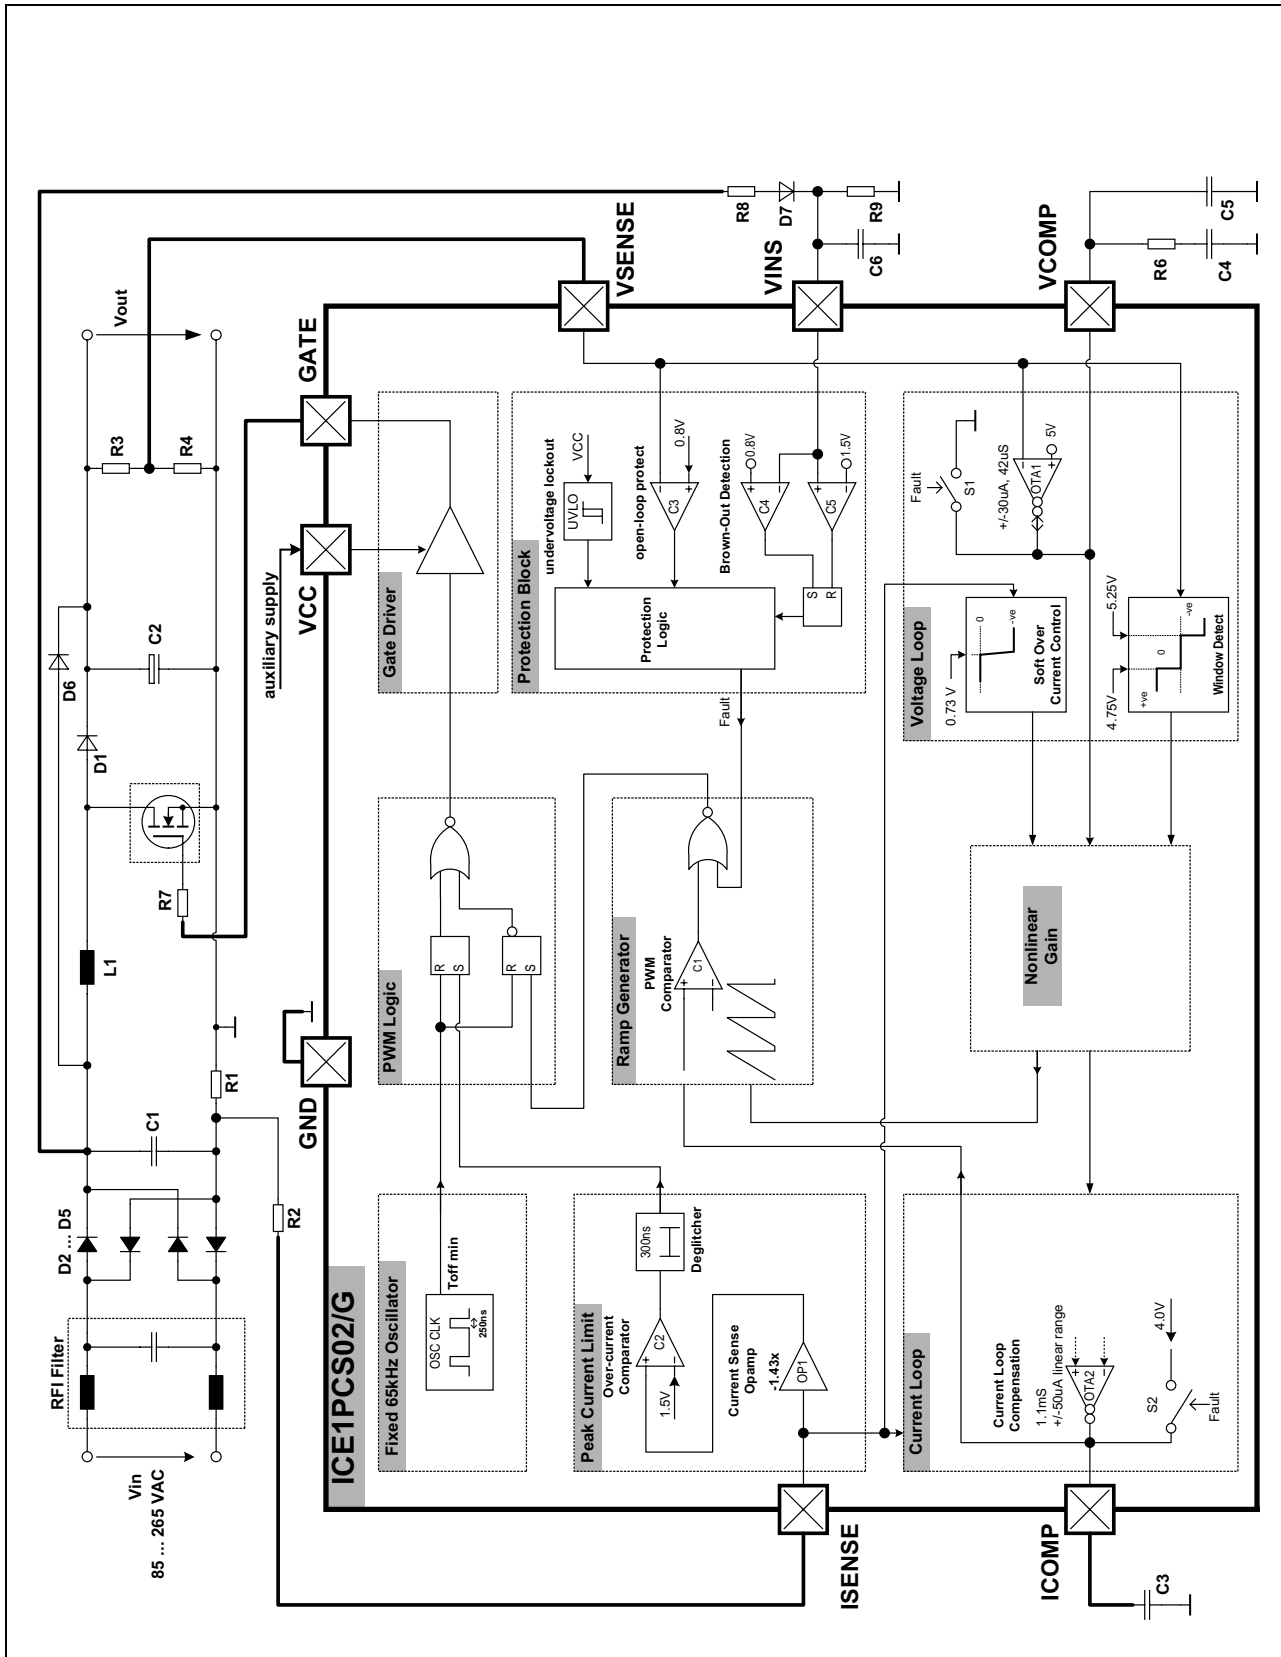 RFI Filter
Vin
85 ... 265 VAC
D2 ... D5
C1
R1
R2
L1
R7
D1
D6
C2
R3
R4
Vout
auxiliary supply
GND
VCC
GATE
ICE1PCS02/G
Fixed 65kHz Oscillator
OSC CLK
250ns
Toff min
PWM Logic
R
S
R
S
Gate Driver
Peak Current Limit
Over-current
Comparator
1.5V
C2
300ns
Deglitcher
Current Sense
Opamp
-1.43x
OP1
Ramp Generator
PWM
Comparator
C1
Protection Block
undervoltage lockout
VCC
UVLO
open-loop protect
0.8V
C3
Brown-Out Detection
0.8V
C4
1.5V
C5
S
R
Protection
Logic
Fault
VSENSE
VINS
R8
D7
R9
C6
Current Loop
Current Loop
Compensation
1.1mS
+/-50uA linear range
OTA2
4.0V
S2
Fault
Nonlinear
Gain
Voltage Loop
0.73 V
0
-ve
Soft Over
Current Control
Fault
S1
+/-30uA, 42uS
OTA1
5V
4.75V
5.25V
+ve
0
-ve
Window Detect
ISENSE
ICOMP
C3
VCOMP
R6
C4
C5